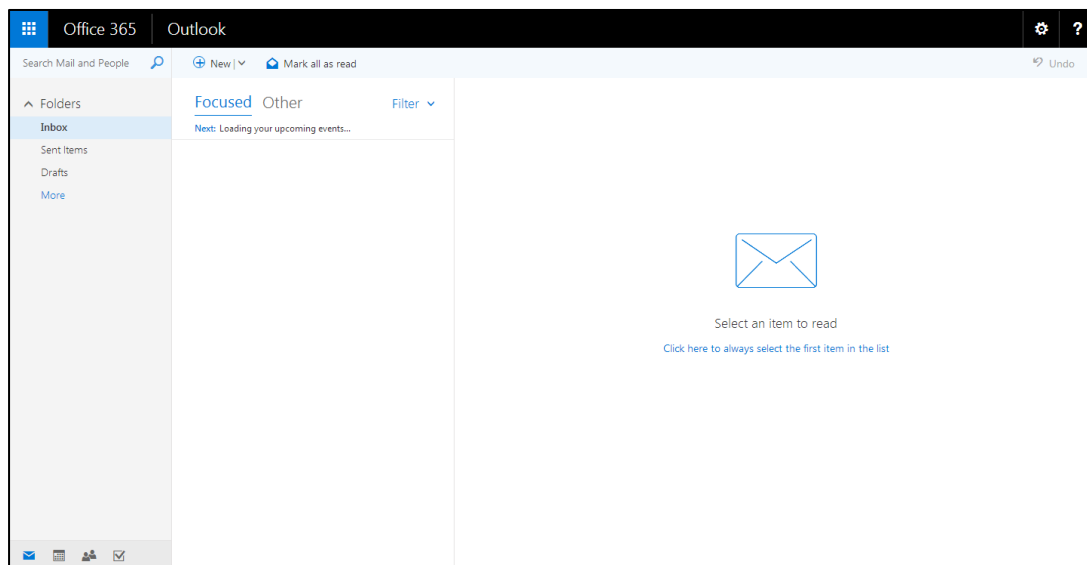 Office 365 Outlook ?
Search Mail and People New Mark all as read Undo
Folders
Inbox
Sent Items
Drafts
More
Focused Other Filter
Next: Loading your upcoming events...
Select an item to read
Click here to always select the first item in the list